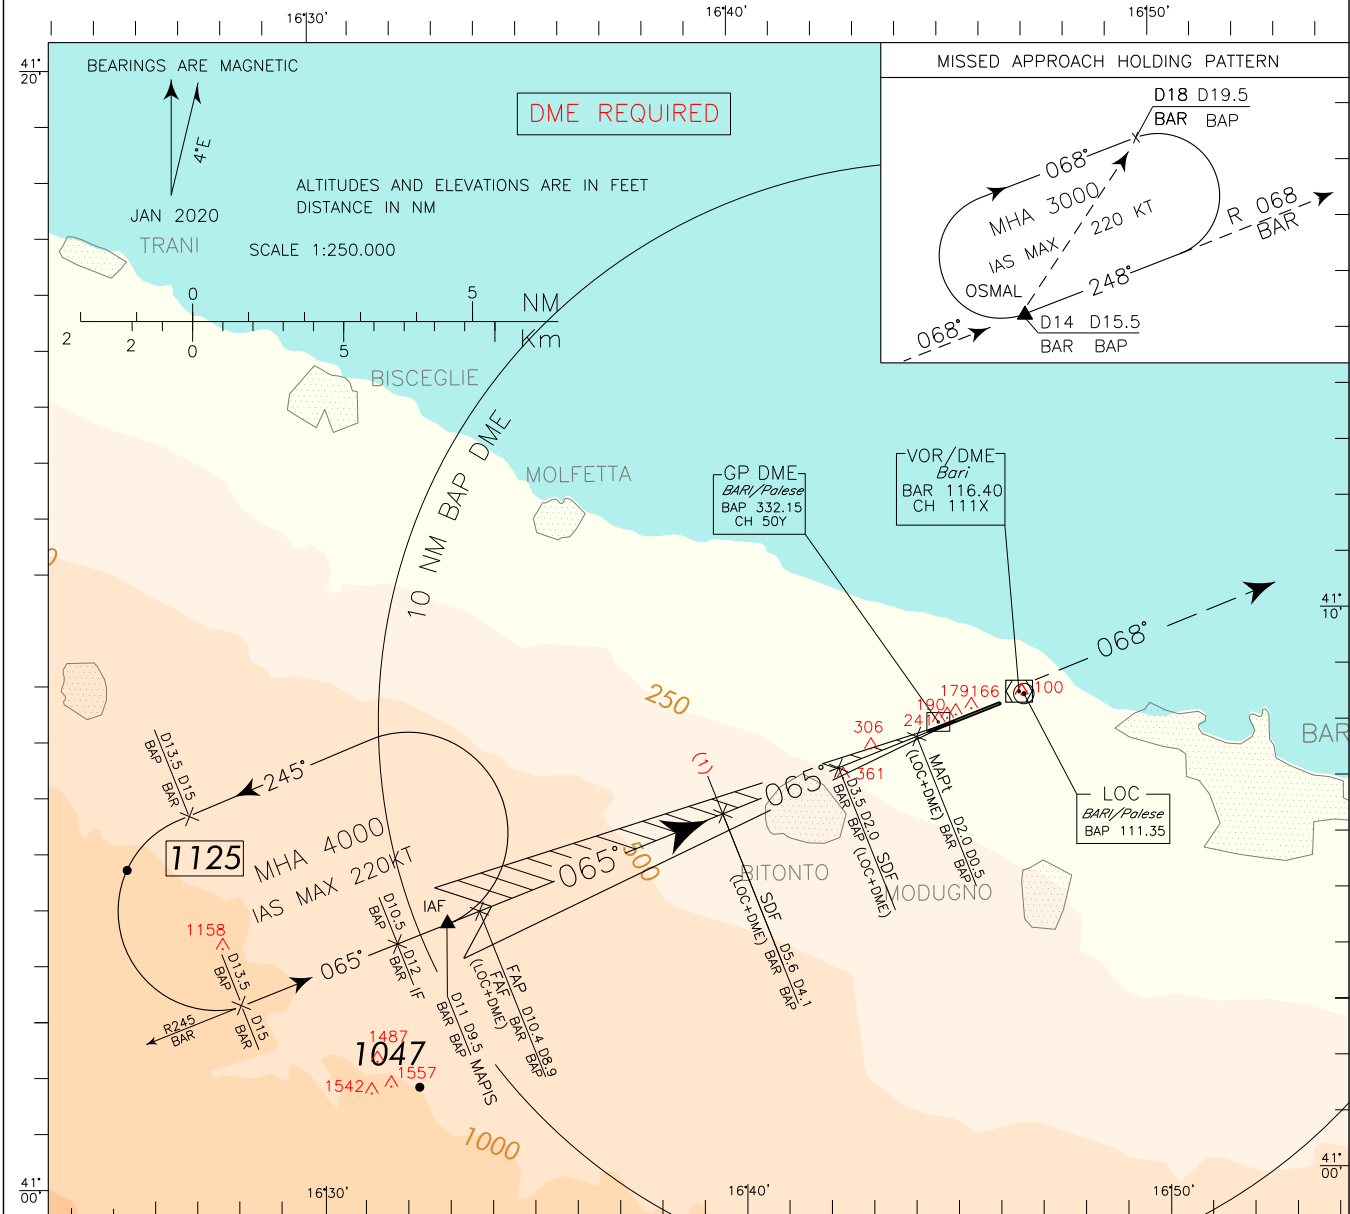 16°30'
16°40'
16°50'
41°
20'
BEARINGS ARE MAGNETIC
4°E
JAN 2020
DME REQUIRED
ALTITUDES AND ELEVATIONS ARE IN FEET
DISTANCE IN NM
SCALE 1:250.000
MISSED APPROACH HOLDING PATTERN
D18 D19.5
BAR BAP
068°
MHA 3000
IAS MAX 220 KT
R 068
BAR
248°
OSMAL
068°
D14 D15.5
BAR BAP
TRANI
0 5 NM
2 2 0 5 Km
BISCEGLIE
MOLFETTA
10 NM BAP DME
GP DME
BARI/Palese
BAP 332.15
CH 50Y
VOR/DME
Bari
BAR 116.40
CH 111X
41°
10'
068°
250
100
179 166
190
241
306
361
BAR
(1)
065°
MAPt
(LOC+DME)
D2.0 D0.5
BAR BAP
D3.5 D2.0 SDF
BAR BAP (LOC+DME)
LOC
BARI/Palese
BAP 111.35
D13.5 D15
BAP BAR
245°
1125
MHA 4000
IAS MAX 220KT
065°
500
BITONTO
MODUGNO
SDF
(LOC+DME)
D5.6 D4.1
BAR BAP
IAF
D10.5
BAP
D12
BAR IF
1158
D13.5
BAP
065°
D15
BAR
R245
BAR
FAP
FAF
(LOC+DME)
D10.4 D8.9
BAR BAP
D11 D9.5 MAPIS
BAR BAP
1487
1047
1557
1542
1000
41°
00'
16°30'
16°40'
16°50'
41°
00'